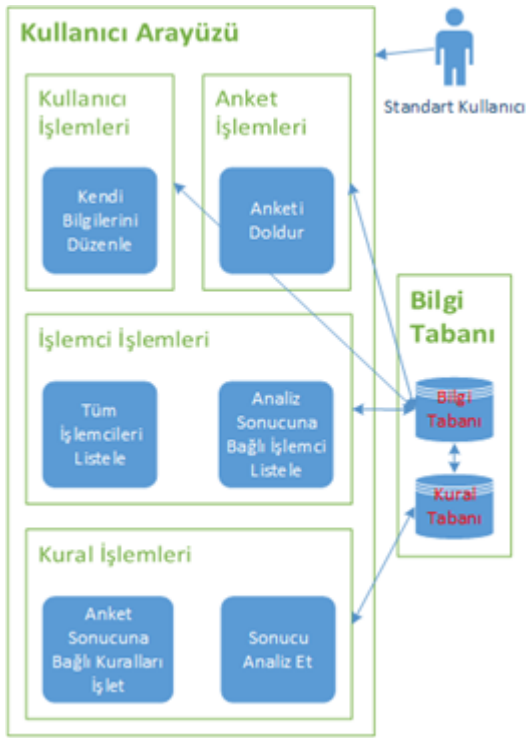 Kullanıcı Arayüzü
Standart Kullanıcı
Kullanıcı
İşlemleri
Kendi
Bilgilerini
Düzenle
Anket
İşlemleri
Anketi
Doldur
İşlemci İşlemleri
Tüm
İşlemcileri
Listele
Analiz
Sonucuna
Bağlı İşlemci
Listele
Kural İşlemleri
Anket
Sonucuna
Bağlı Kuralları
İşlet
Sonucu
Analiz Et
Bilgi
Tabanı
Bilgi
Tabanı
Kural
Tabanı